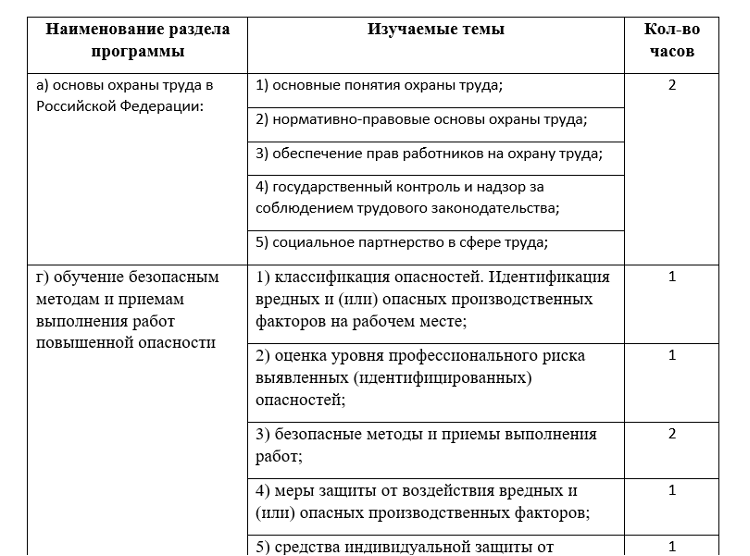 Наименование раздела
программы
Изучаемые темы
Кол-во
часов
а) основы охраны труда в
Российской Федерации:
1) основные понятия охраны труда;
2
2) нормативно-правовые основы охраны труда;
3) обеспечение прав работников на охрану труда;
4) государственный контроль и надзор за
соблюдением трудового законодательства;
5) социальное партнерство в сфере труда;
г) обучение безопасным
методам и приемам
выполнения работ
повышенной опасности
1) классификация опасностей. Идентификация
вредных и (или) опасных производственных
факторов на рабочем месте;
1
2) оценка уровня профессионального риска
выявленных (идентифицированных)
опасностей;
1
3) безопасные методы и приемы выполнения
работ;
2
4) меры защиты от воздействия вредных и
(или) опасных производственных факторов;
1
5) средства индивидуальной защиты от
1